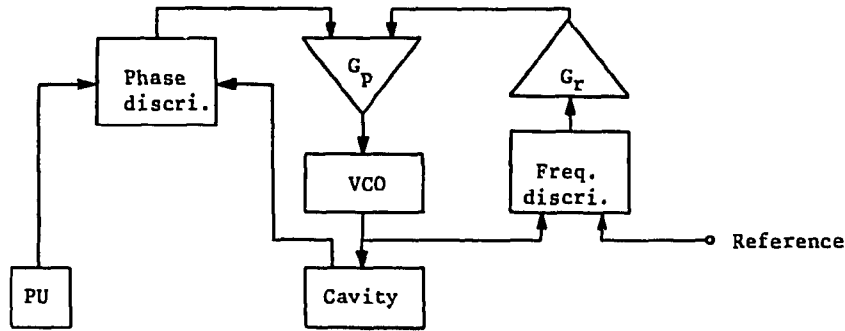 Phase
discri.
G_p
G_r
VCO
Freq.
discri.
Reference
PU
Cavity